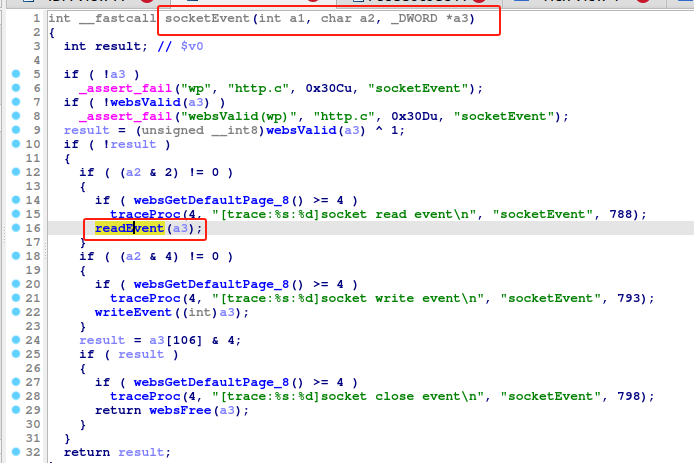 1 int __fastcall socketEvent(int a1, char a2, _DWORD *a3)
2 {
3 int result; // $v0
4
5 if ( !a3 )
6 _assert_fail("wp", "http.c", 0x30Cu, "socketEvent");
7 if ( !websValid(a3) )
8 _assert_fail("websValid(wp)", "http.c", 0x30Du, "socketEvent");
9 result = (unsigned __int8)websValid(a3) ^ 1;
10 if ( !result )
11 {
12 if ( (a2 & 2) != 0 )
13 {
14 if ( websGetDefaultPage_8() >= 4 )
15 traceProc(4, "[trace:%s:%d]socket read event\n", "socketEvent", 788);
16 readEvent(a3);
17 }
18 if ( (a2 & 4) != 0 )
19 {
20 if ( websGetDefaultPage_8() >= 4 )
21 traceProc(4, "[trace:%s:%d]socket write event\n", "socketEvent", 793);
22 writeEvent((int)a3);
23 }
24 result = a3[106] & 4;
25 if ( result )
26 {
27 if ( websGetDefaultPage_8() >= 4 )
28 traceProc(4, "[trace:%s:%d]socket close event\n", "socketEvent", 798);
29 return websFree(a3);
30 }
31 }
32 return result;